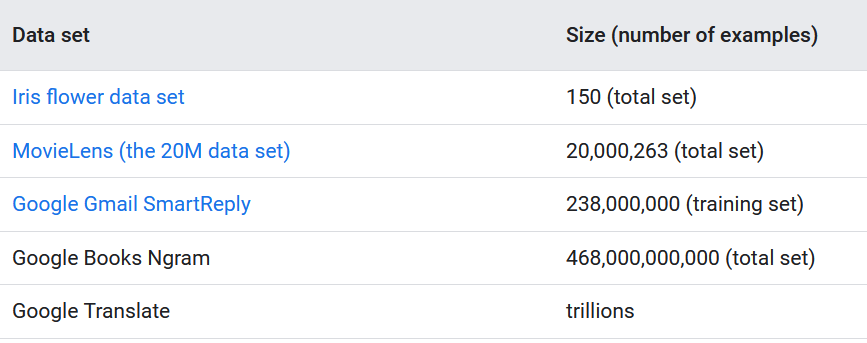 Data set Size (number of examples)
Iris flower data set 150 (total set)
MovieLens (the 20M data set) 20,000,263 (total set)
Google Gmail SmartReply 238,000,000 (training set)
Google Books Ngram 468,000,000,000 (total set)
Google Translate trillions